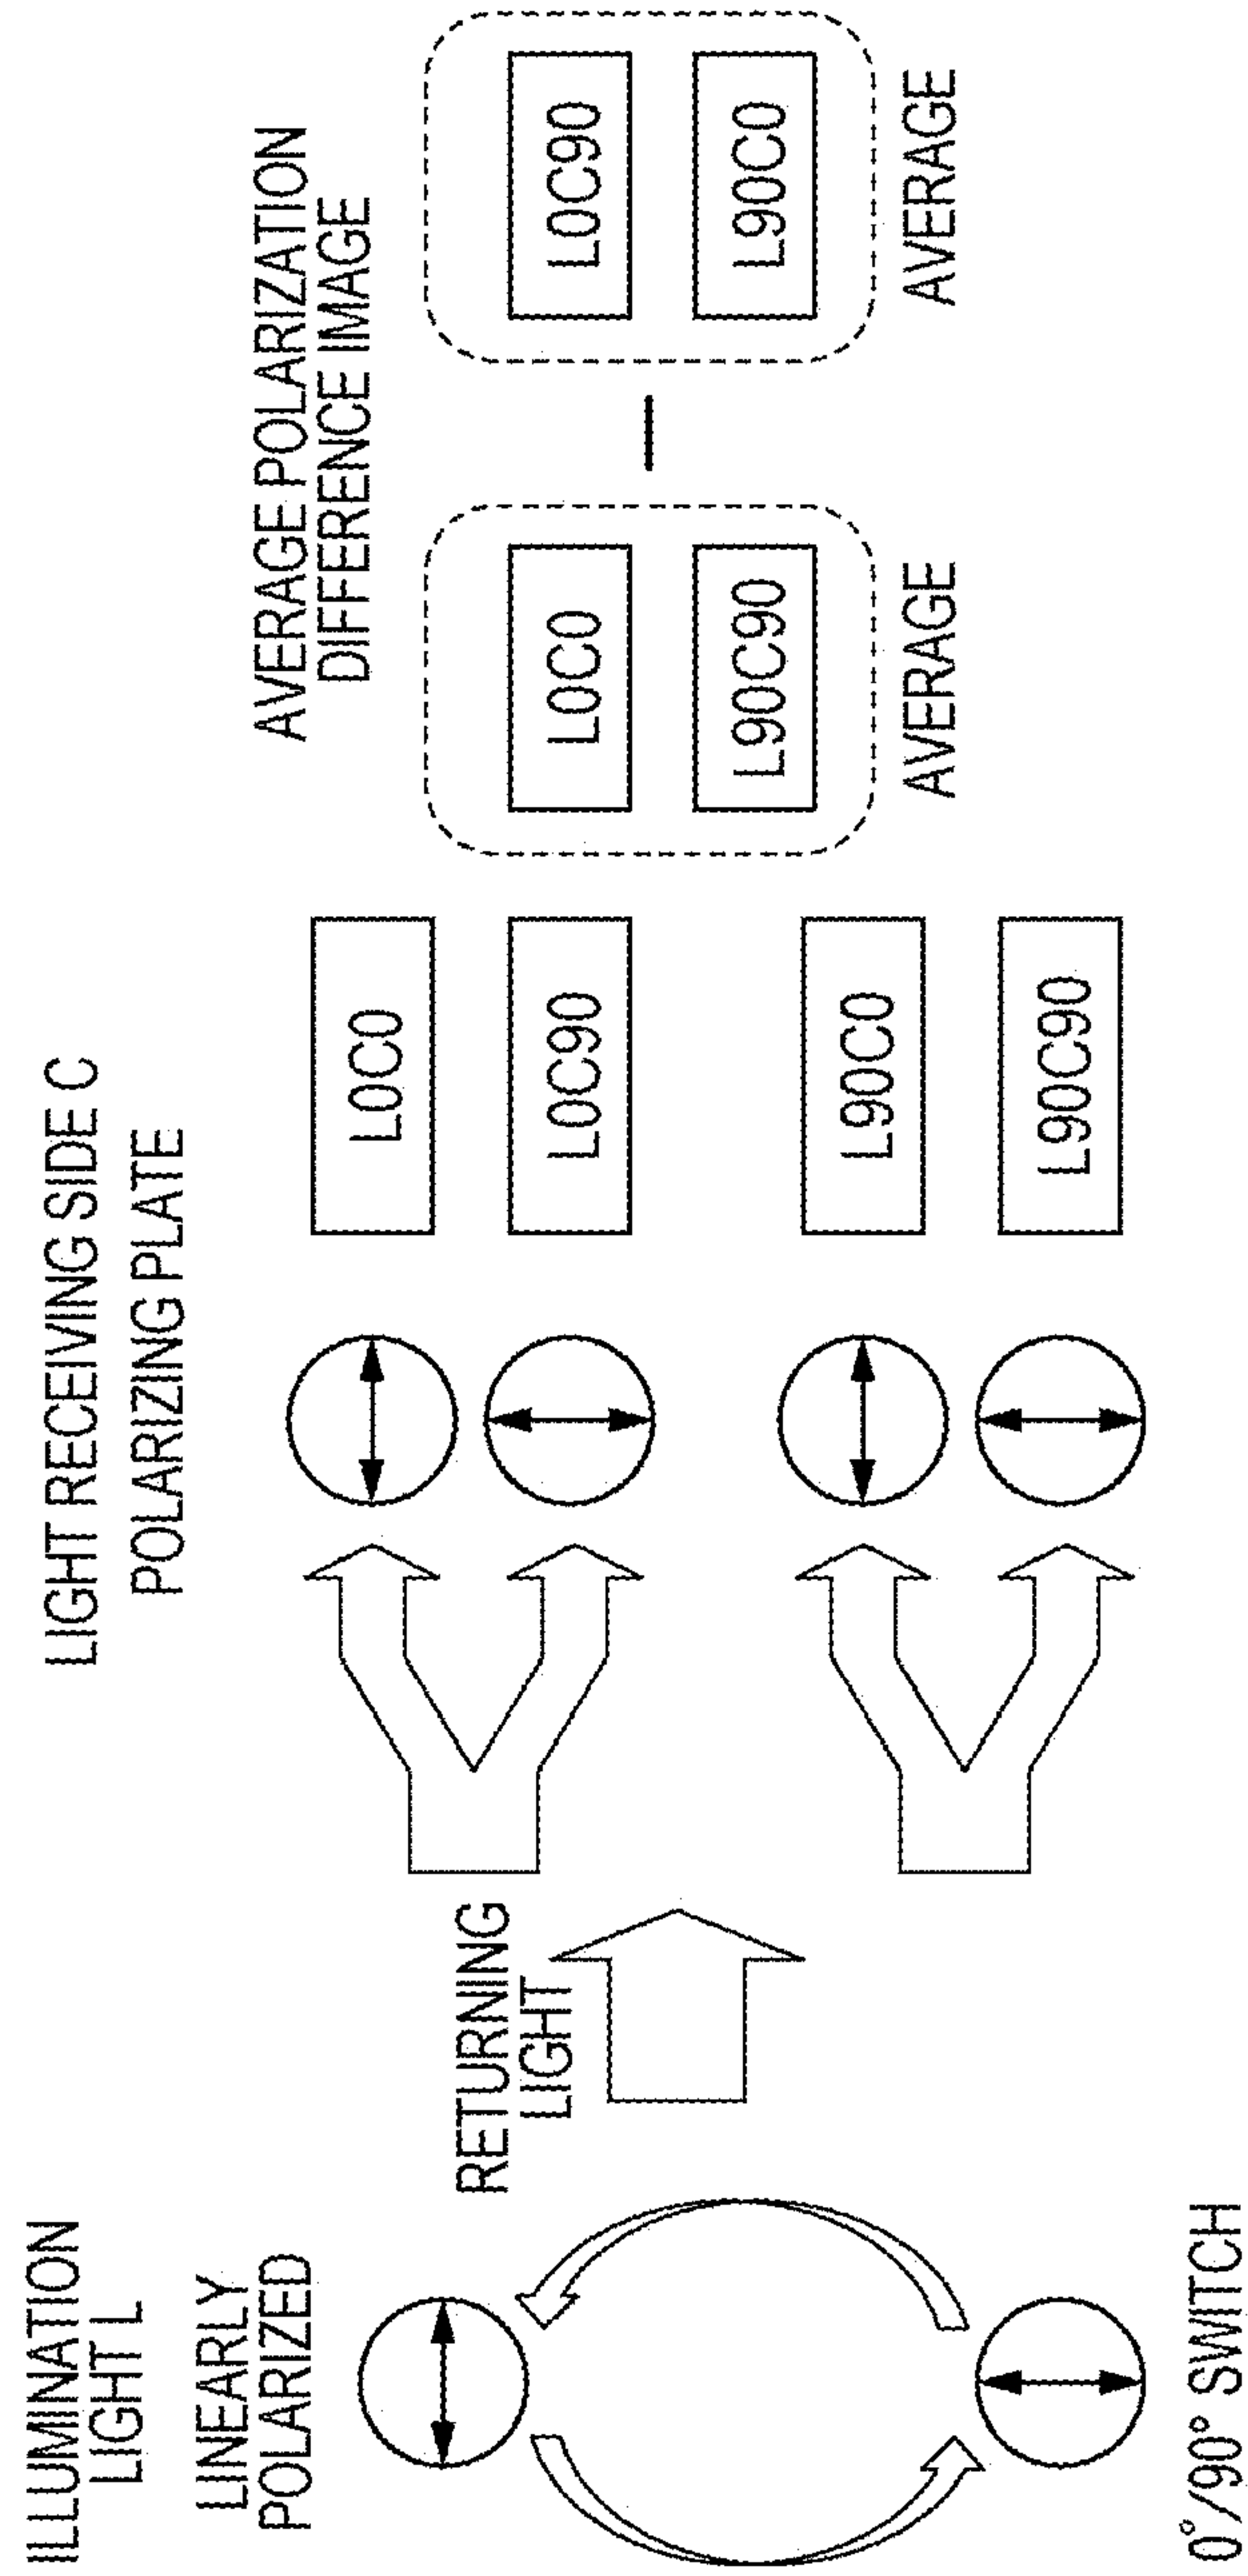 ILLUMINATION
LIGHT L
LINEARLY
POLARIZED
0°/90° SWITCH
RETURNING
LIGHT
LIGHT RECEIVING SIDE C
POLARIZING PLATE
L0C0
L0C90
L90C0
L90C90
AVERAGE POLARIZATION
DIFFERENCE IMAGE
L0C0
L90C90
AVERAGE
—
L0C90
L90C0
AVERAGE